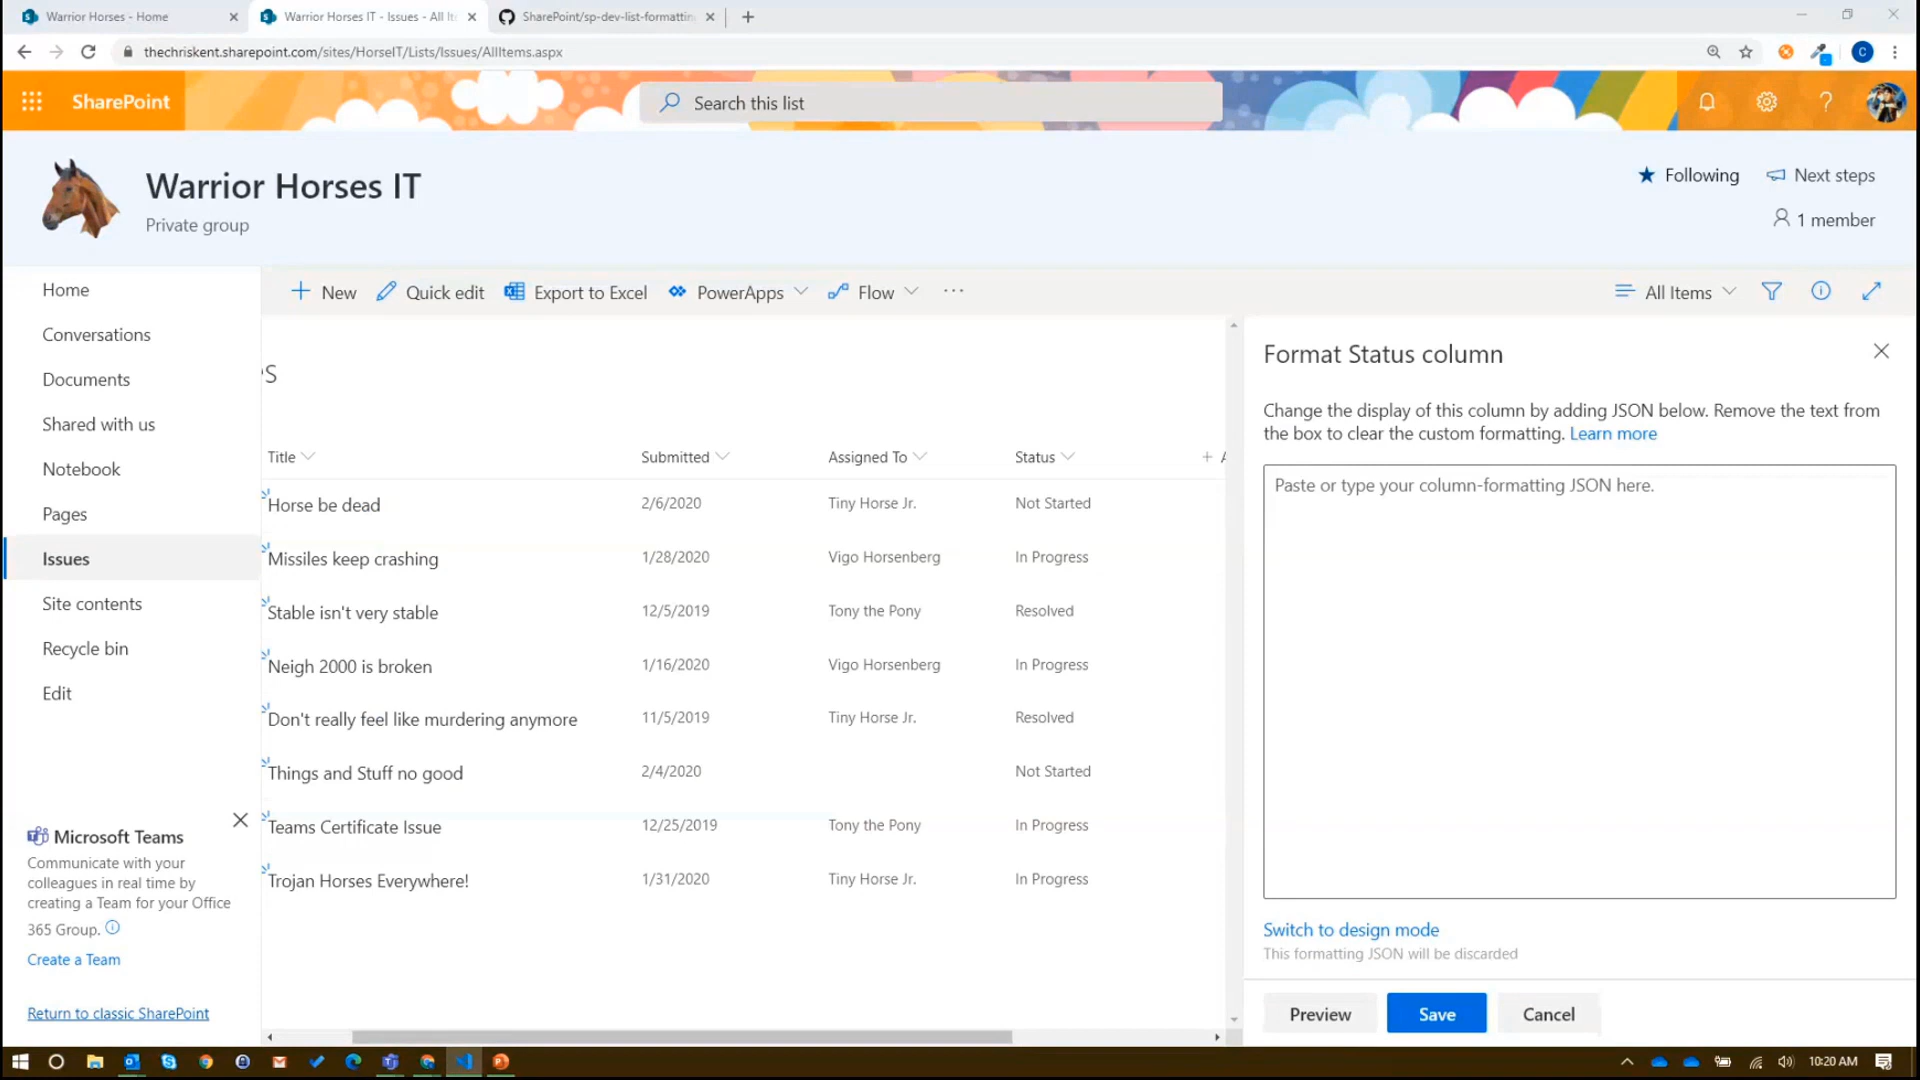 Warrior Horses - Home
Warrior Horses IT - Issues - All Ite
SharePoint/sp-dev-list-formattin
thechriskent.sharepoint.com/sites/HorseIT/Lists/Issues/AllItems.aspx
C
SharePoint
Search this list
Warrior Horses IT
Private group
Following
Next steps
1 member
Home
Conversations
Documents
Shared with us
Notebook
Pages
Issues
Site contents
Recycle bin
Edit
Microsoft Teams
Communicate with your
colleagues in real time by
creating a Team for your Office
365 Group.
Create a Team
Return to classic SharePoint
New Quick edit Export to Excel PowerApps Flow ···
All Items
s
Title Submitted Assigned To Status + A
Horse be dead 2/6/2020 Tiny Horse Jr. Not Started
Missiles keep crashing 1/28/2020 Vigo Horsenberg In Progress
Stable isn't very stable 12/5/2019 Tony the Pony Resolved
Neigh 2000 is broken 1/16/2020 Vigo Horsenberg In Progress
Don't really feel like murdering anymore 11/5/2019 Tiny Horse Jr. Resolved
Things and Stuff no good 2/4/2020 Not Started
Teams Certificate Issue 12/25/2019 Tony the Pony In Progress
Trojan Horses Everywhere! 1/31/2020 Tiny Horse Jr. In Progress
Format Status column
Change the display of this column by adding JSON below. Remove the text from
the box to clear the custom formatting. Learn more
Paste or type your column-formatting JSON here.
Switch to design mode
This formatting JSON will be discarded
Preview Save Cancel
10:20 AM